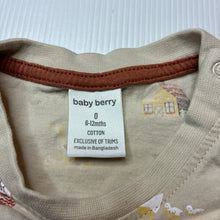 baby berry
0
6-12mths
COTTON
EXCLUSIVE OF TRIMS
made in Bangladesh